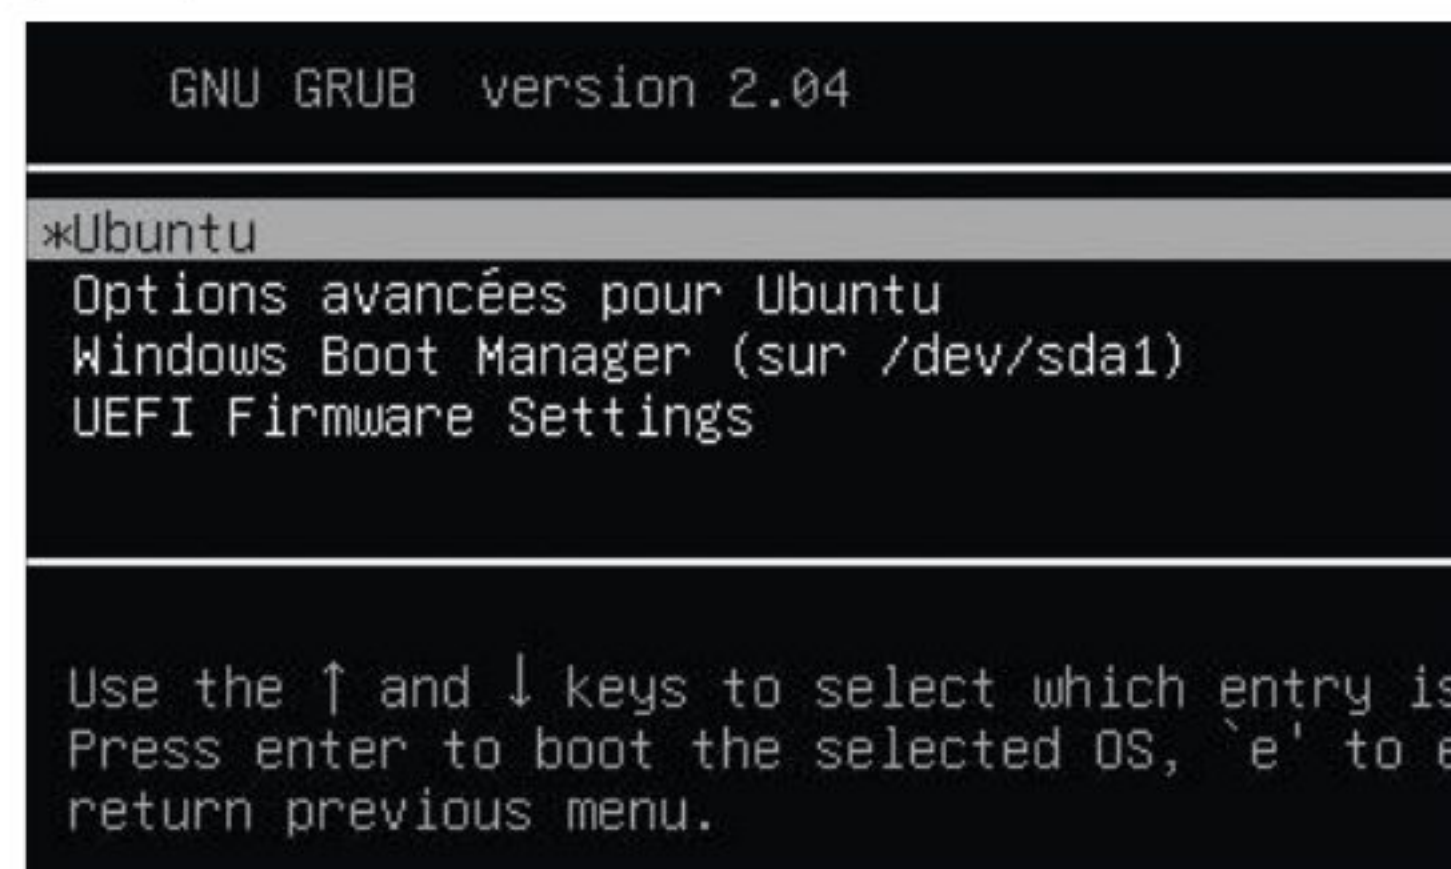 GNU GRUB version 2.04
*Ubuntu
Options avancées pour Ubuntu
Windows Boot Manager (sur /dev/sda1)
UEFI Firmware Settings
Use the ↑ and ↓ keys to select which entry is
Press enter to boot the selected OS, `e' to
return previous menu.